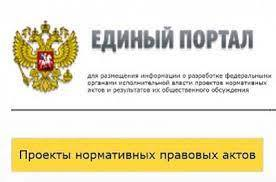 ЕДИНЫЙ ПОРТАЛ
для размещения информации о разработке федеральными
органами исполнительной власти проектов нормативных
актов и результатов их общественного обсуждения
Проекты нормативных правовых актов